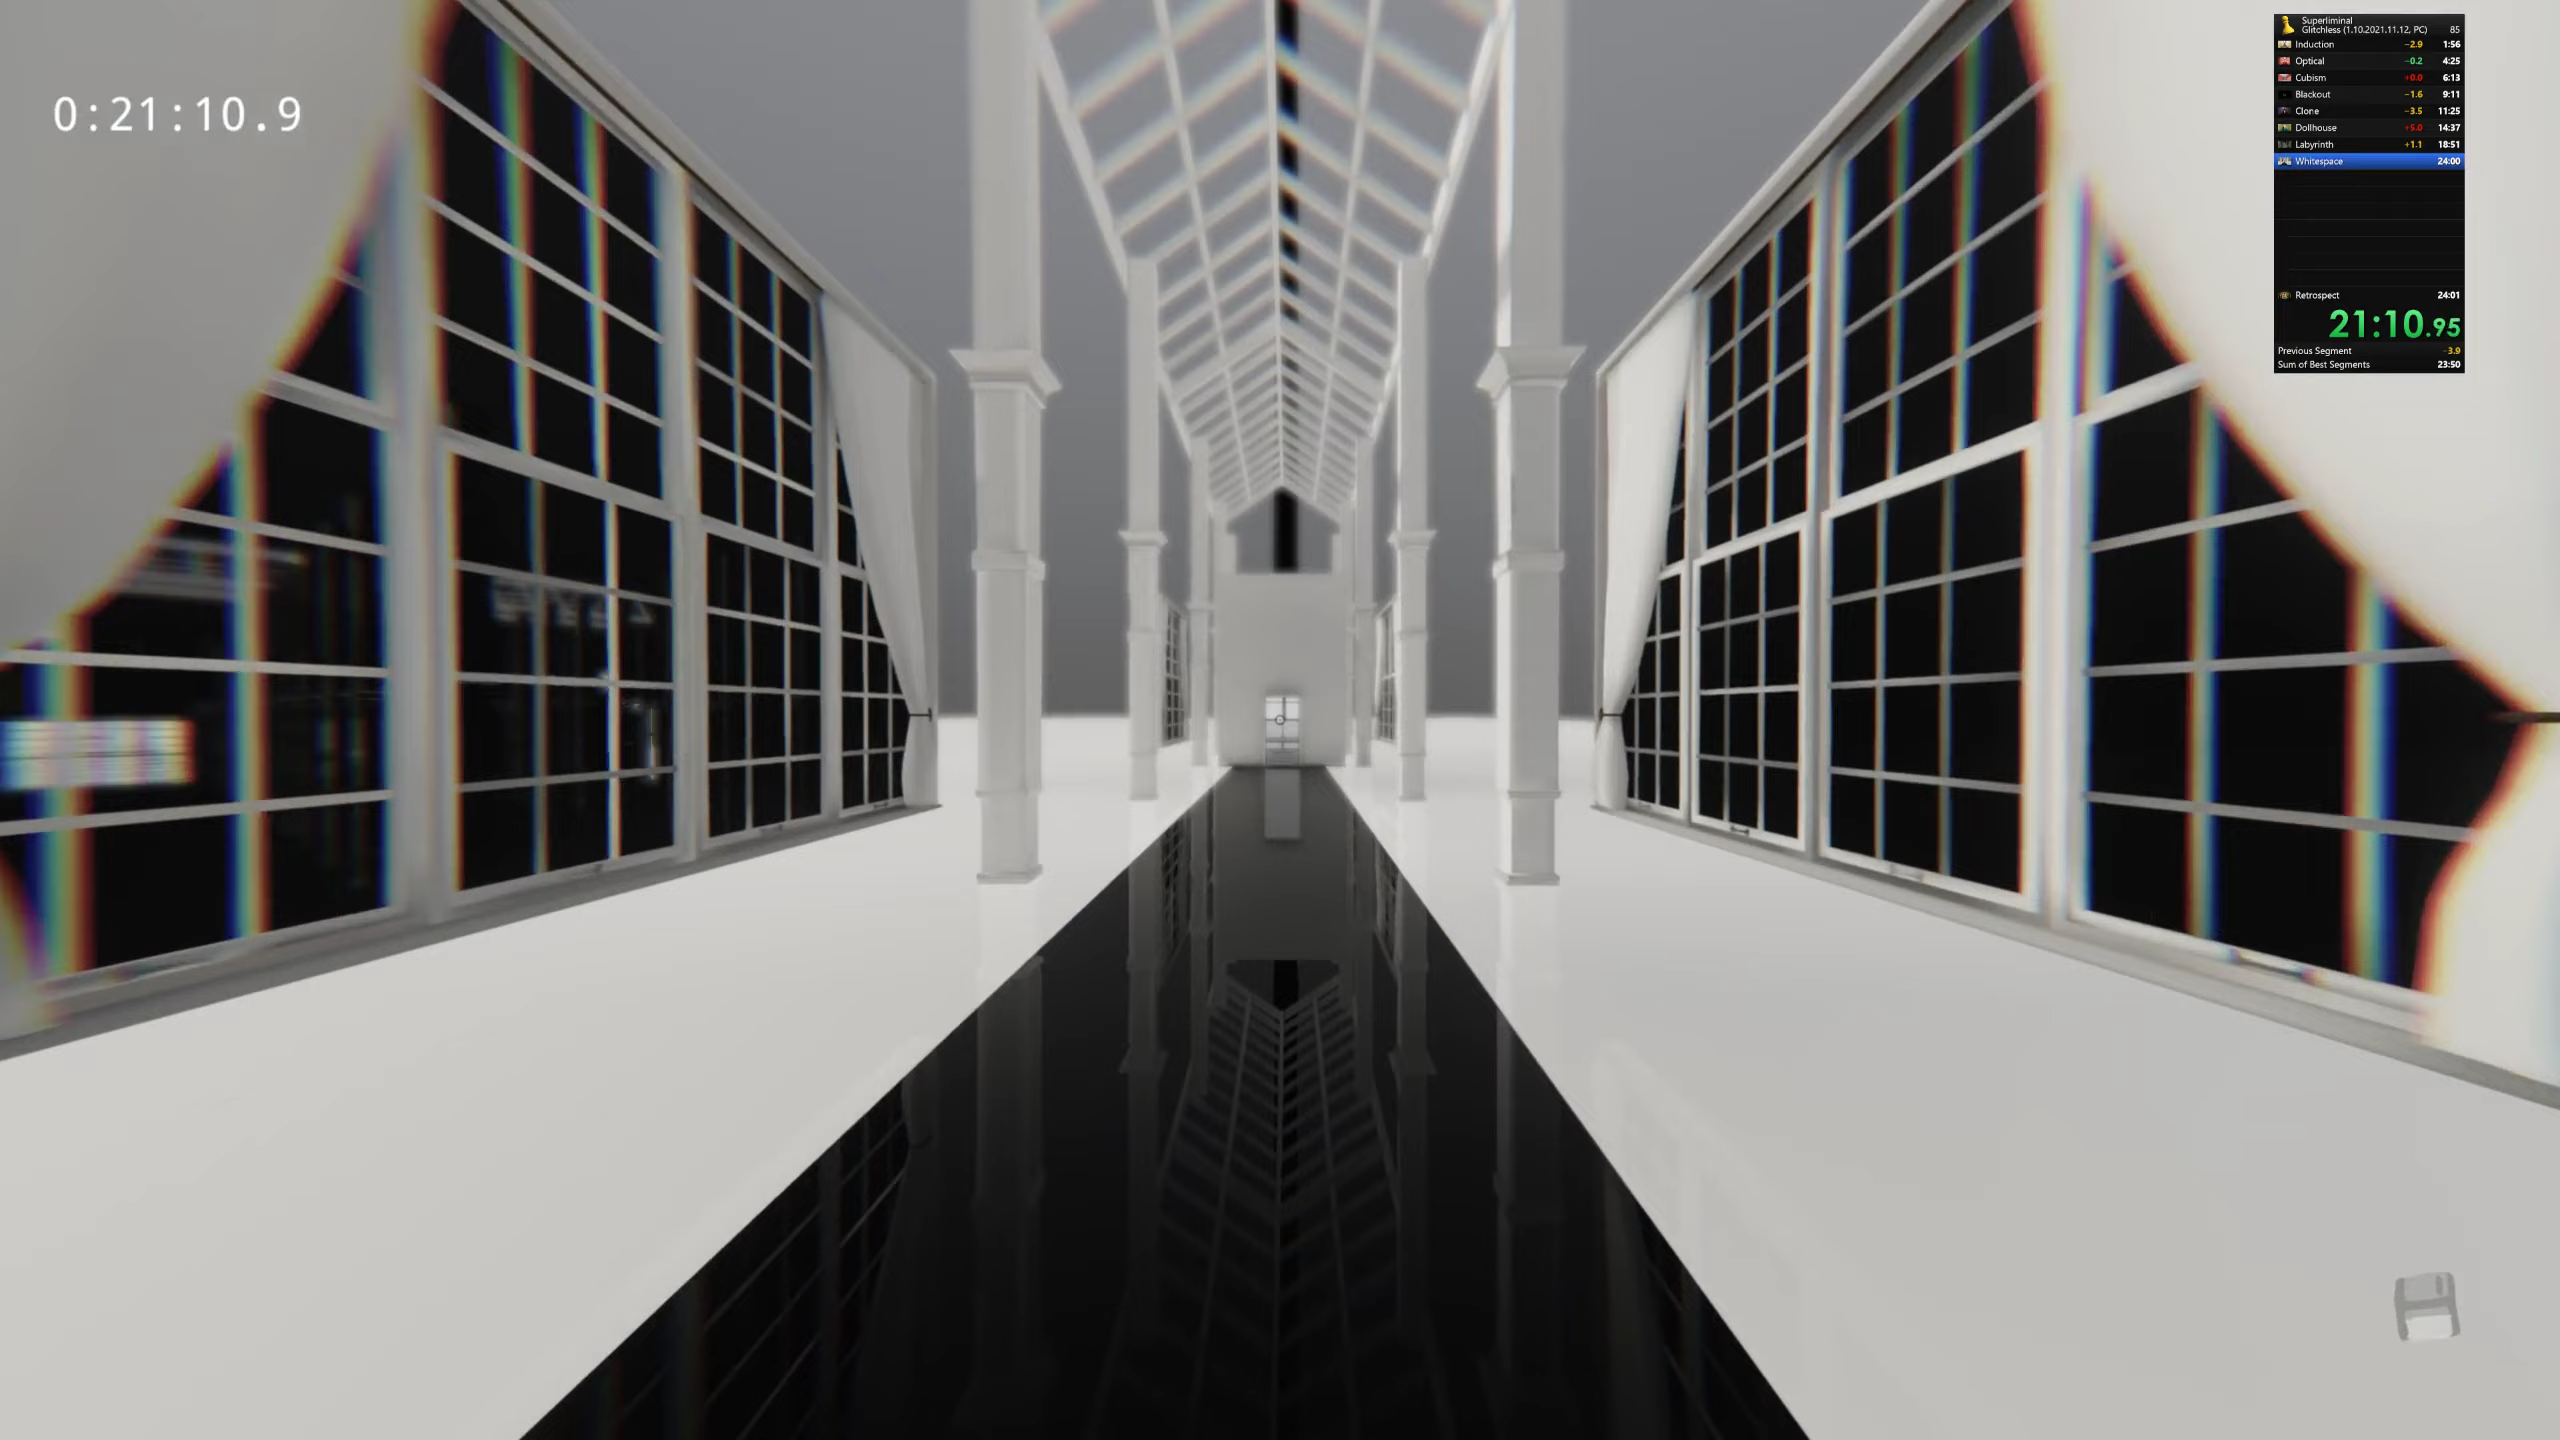 0:21:10.9
Superliminal
Glitchless (1.10.2021.11.12, PC) 85
Induction -2.9 1:56
Optical -0.2 4:25
Cubism +0.0 6:13
Blackout -1.6 9:11
Clone -3.5 11:25
Dollhouse +5.0 14:37
Labyrinth +1.1 18:51
Whitespace 24:00
Retrospect 24:01
21:10.95
Previous Segment -3.9
Sum of Best Segments 23:50